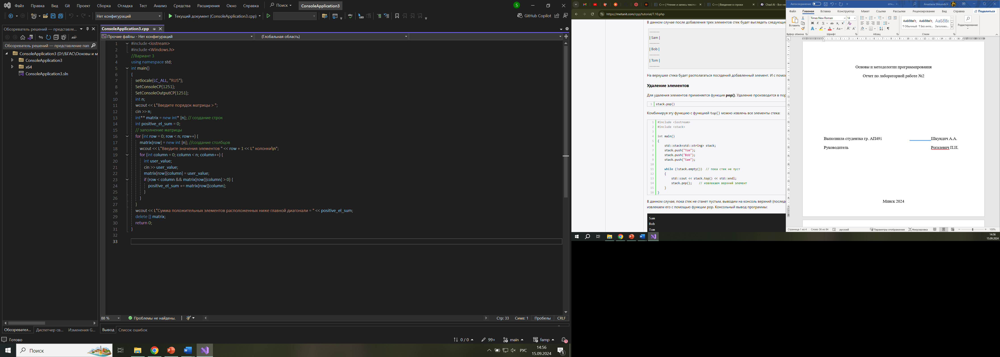 Файл Правка Вид Git Проект Сборка Отладка Тест Анализ Средства Расширения Окно Справка Поиск ConsoleApplication3 S
Нет конфигураций Текущий документ (ConsoleApplication3.cpp) GitHub Copilot
Обозреватель решений — представле...
Обозреватель решений — представление пап
ConsoleApplication3 (D:\!БГАС\Основы и м
ConsoleApplication3
x64
ConsoleApplication3.sln
ConsoleApplication3.cpp
Прочие файлы - Нет конфигураций (Глобальная область)
1 #include <iostream>
2 #include <Windows.h>
3 //Вариант 3
4 using namespace std;
5 int main()
6 {
7 setlocale(LC_ALL, "RUS");
8 SetConsoleCP(1251);
9 SetConsoleOutputCP(1251);
10 int n;
11 wcout << L"Введите порядок матрицы > ";
12 cin >> n;
13 int** matrix = new int* [n]; // создание строк
14 int positive_el_sum = 0;
15 // заполнение матрицы
16 for (int row = 0; row < n; row++) {
17 matrix[row] = new int [n]; //создание столбцов
18 wcout << L"Введите значения элементов " << row + 1 << L" колонки\n";
19 for (int column = 0; column < n; column++) {
20 int user_value;
21 cin >> user_value;
22 matrix[row][column] = user_value;
23 if (row < column && matrix[row][column] > 0) {
24 positive_el_sum += matrix[row][column];
25 }
26 }
27 }
28 wcout << L"Сумма положительных элементов расположенных ниже главной диагонали = " << positive_el_sum;
29 delete [] matrix;
30 return 0;
31 }
32
33
88 % Проблемы не найдены. Стр: 33 Симв: 1 Пробелы CRLF
Обозревател... Диспетчер св... Изменения G... Вывод Список ошибок
Готово 0 / 0 99+ main famp 1
Поиск РУС 14:56
15.09.2024 1
C++ | Чтение и запись тексто C++ | Введение в строки Chad AI - Все не
https://metanit.com/cpp/tutorial/7.10.php
В данном случае после добавления трех элементов стек будет выглядеть следующи
-------
| Sam |
-------
| Bob |
-------
| Tom |
-------
На верхушке стека будет располагаться послдений добавленный элемент. И с помо
Удаление элементов
Для удаления элементов применяется функция pop(). Удаление производится в пор
1 stack.pop()
Комбинируя эту функцию с функцией top() можно извлечь все элементы стека:
1 #include <iostream>
2 #include <stack>
3
4 int main()
5 {
6 std::stack<std::string> stack;
7 stack.push("Tom");
8 stack.push("Bob");
9 stack.push("Sam");
10
11 while (!stack.empty()) // пока стек не пуст
12 {
13 std::cout << stack.top() << std::endl;
14 stack.pop(); // извлекаем верхний элемент
15 }
16 }
В данном случае, пока стек не станет пустым, выводим на консоль верхний (послед
извлекаем его с помощью функции pop. Консольный вывод программы:
Sam
Bob
Tom
Автосохранение отч... Anastasia Shkundich
Файл Главная Вставка Конструктор Макет Ссылки Рассылки Рецензирование Вид Справка Поделиться
Вставить Times New Roman 14 АаБбВвГг, АаБбВвГг, АаБбВı Редактирование
Ж К Ч ab x₂ x² ¶ Обычный ¶ Без инте... Заголово...
Буфер обмена Шрифт Абзац Стили
Основы и методологии программирования
Отчет по лабораторной работе №2
Выполнила студентка гр. АП491 Шкундич А.А.
Руководитель Рогалевич П.И.
Минск 2024
Страница 1 из 4 Слово 36 из 84 русский Параметры отображения Фокусировка 100%
14:56
15.09.2024